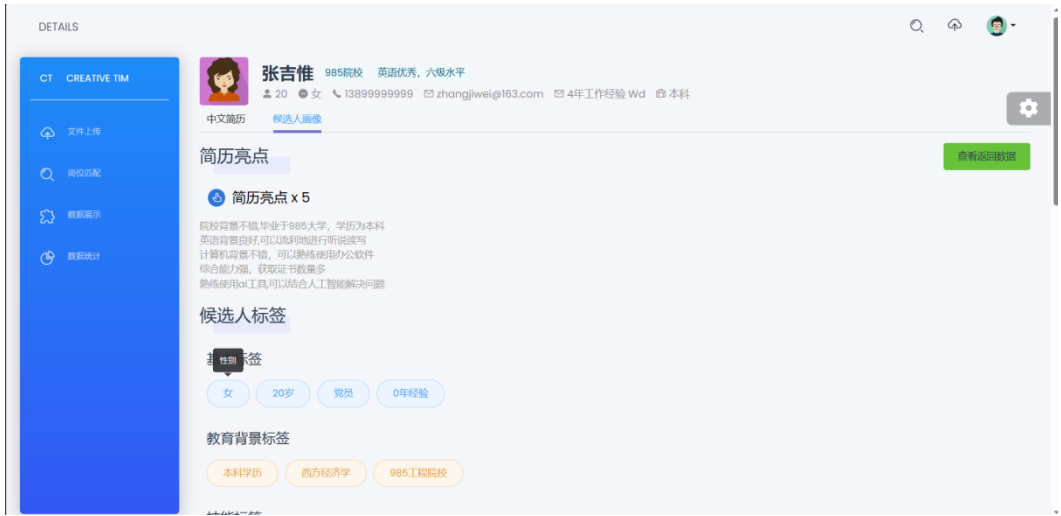 DETAILS
CT CREATIVE TIM
文件上传
岗位匹配
数据展示
数据统计
张吉惟 985院校 英语优秀，六级水平
20 女 13899999999 zhangjiwei@163.com 4年工作经验 Wd 本科
中文简历 候选人画像
简历亮点
查看返回数据
简历亮点 x 5
院校背景不错,毕业于985大学，学历为本科
英语背景良好,可以流利地进行听说读写
计算机背景不错，可以熟练使用办公软件
综合能力强，获取证书数量多
熟练使用ai工具,可以结合人工智能解决问题
候选人标签
性别
标签
女 20岁 党员 0年经验
教育背景标签
本科学历 西方经济学 985工程院校